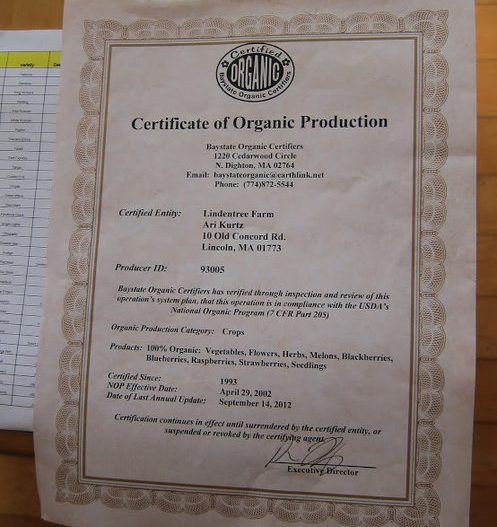 variety
Certified
ORGANIC
Baystate Organic Certifiers
Certificate of Organic Production
Baystate Organic Certifiers
1220 Cedarwood Circle
N. Dighton, MA 02764
Email: baystateorganic@earthlink.net
Phone: (774)872-5544
Certified Entity: Lindentree Farm
Ari Kurtz
10 Old Concord Rd.
Lincoln, MA 01773
Producer ID: 93005
Baystate Organic Certifiers has verified through inspection and review of this
operation's system plan, that this operation is in compliance with the USDA's
National Organic Program (7 CFR Part 205)
Organic Production Category: Crops
Products: 100% Organic: Vegetables, Flowers, Herbs, Melons, Blackberries,
Blueberries, Raspberries, Strawberries, Seedlings
Certified Since: 1993
NOP Effective Date: April 29, 2002
Date of Last Annual Update: September 14, 2012
Certification continues in effect until surrendered by the certified entity, or
suspended or revoked by the certifying agent.
Executive Director